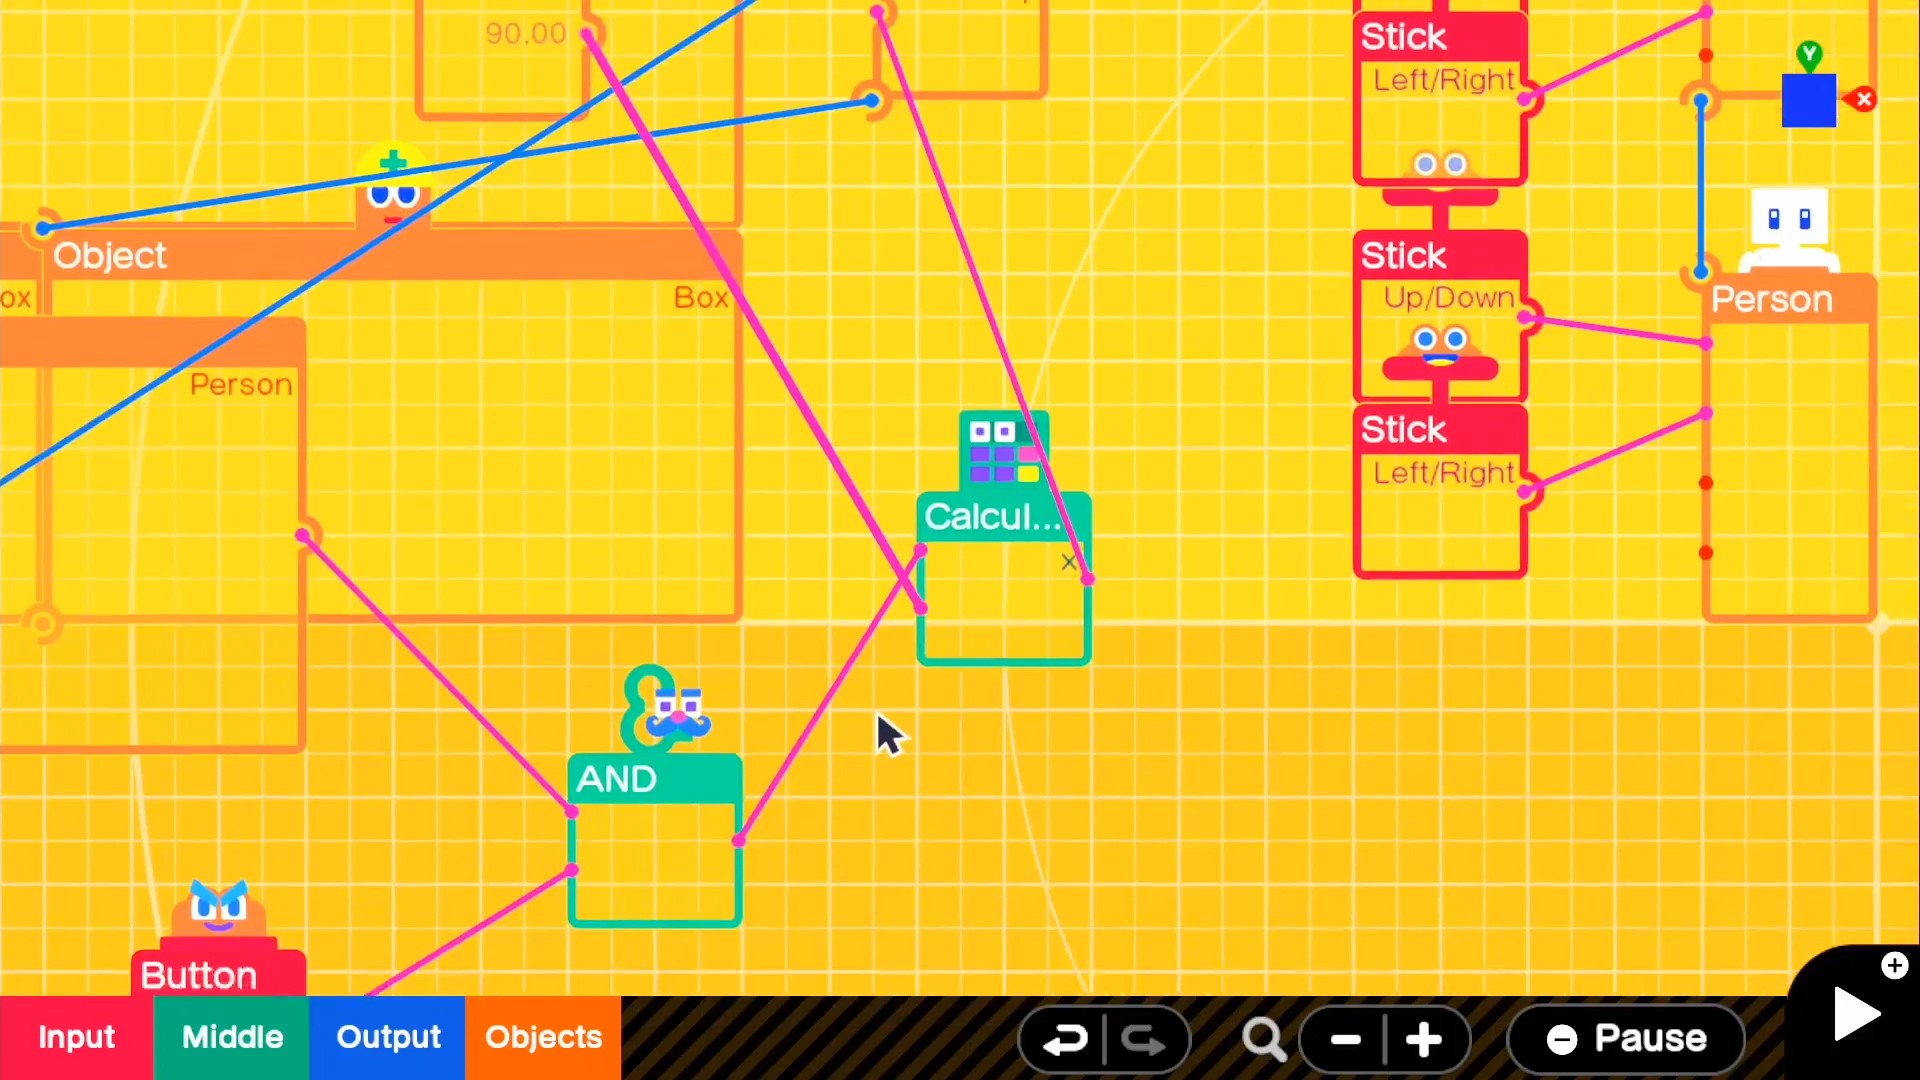 90.00
Stick
Left/Right
Y
X
Object
ox
Box
Stick
Up/Down
Person
Person
Stick
Left/Right
Calcul...
×
AND
Button
Input
Middle
Output
Objects
Pause